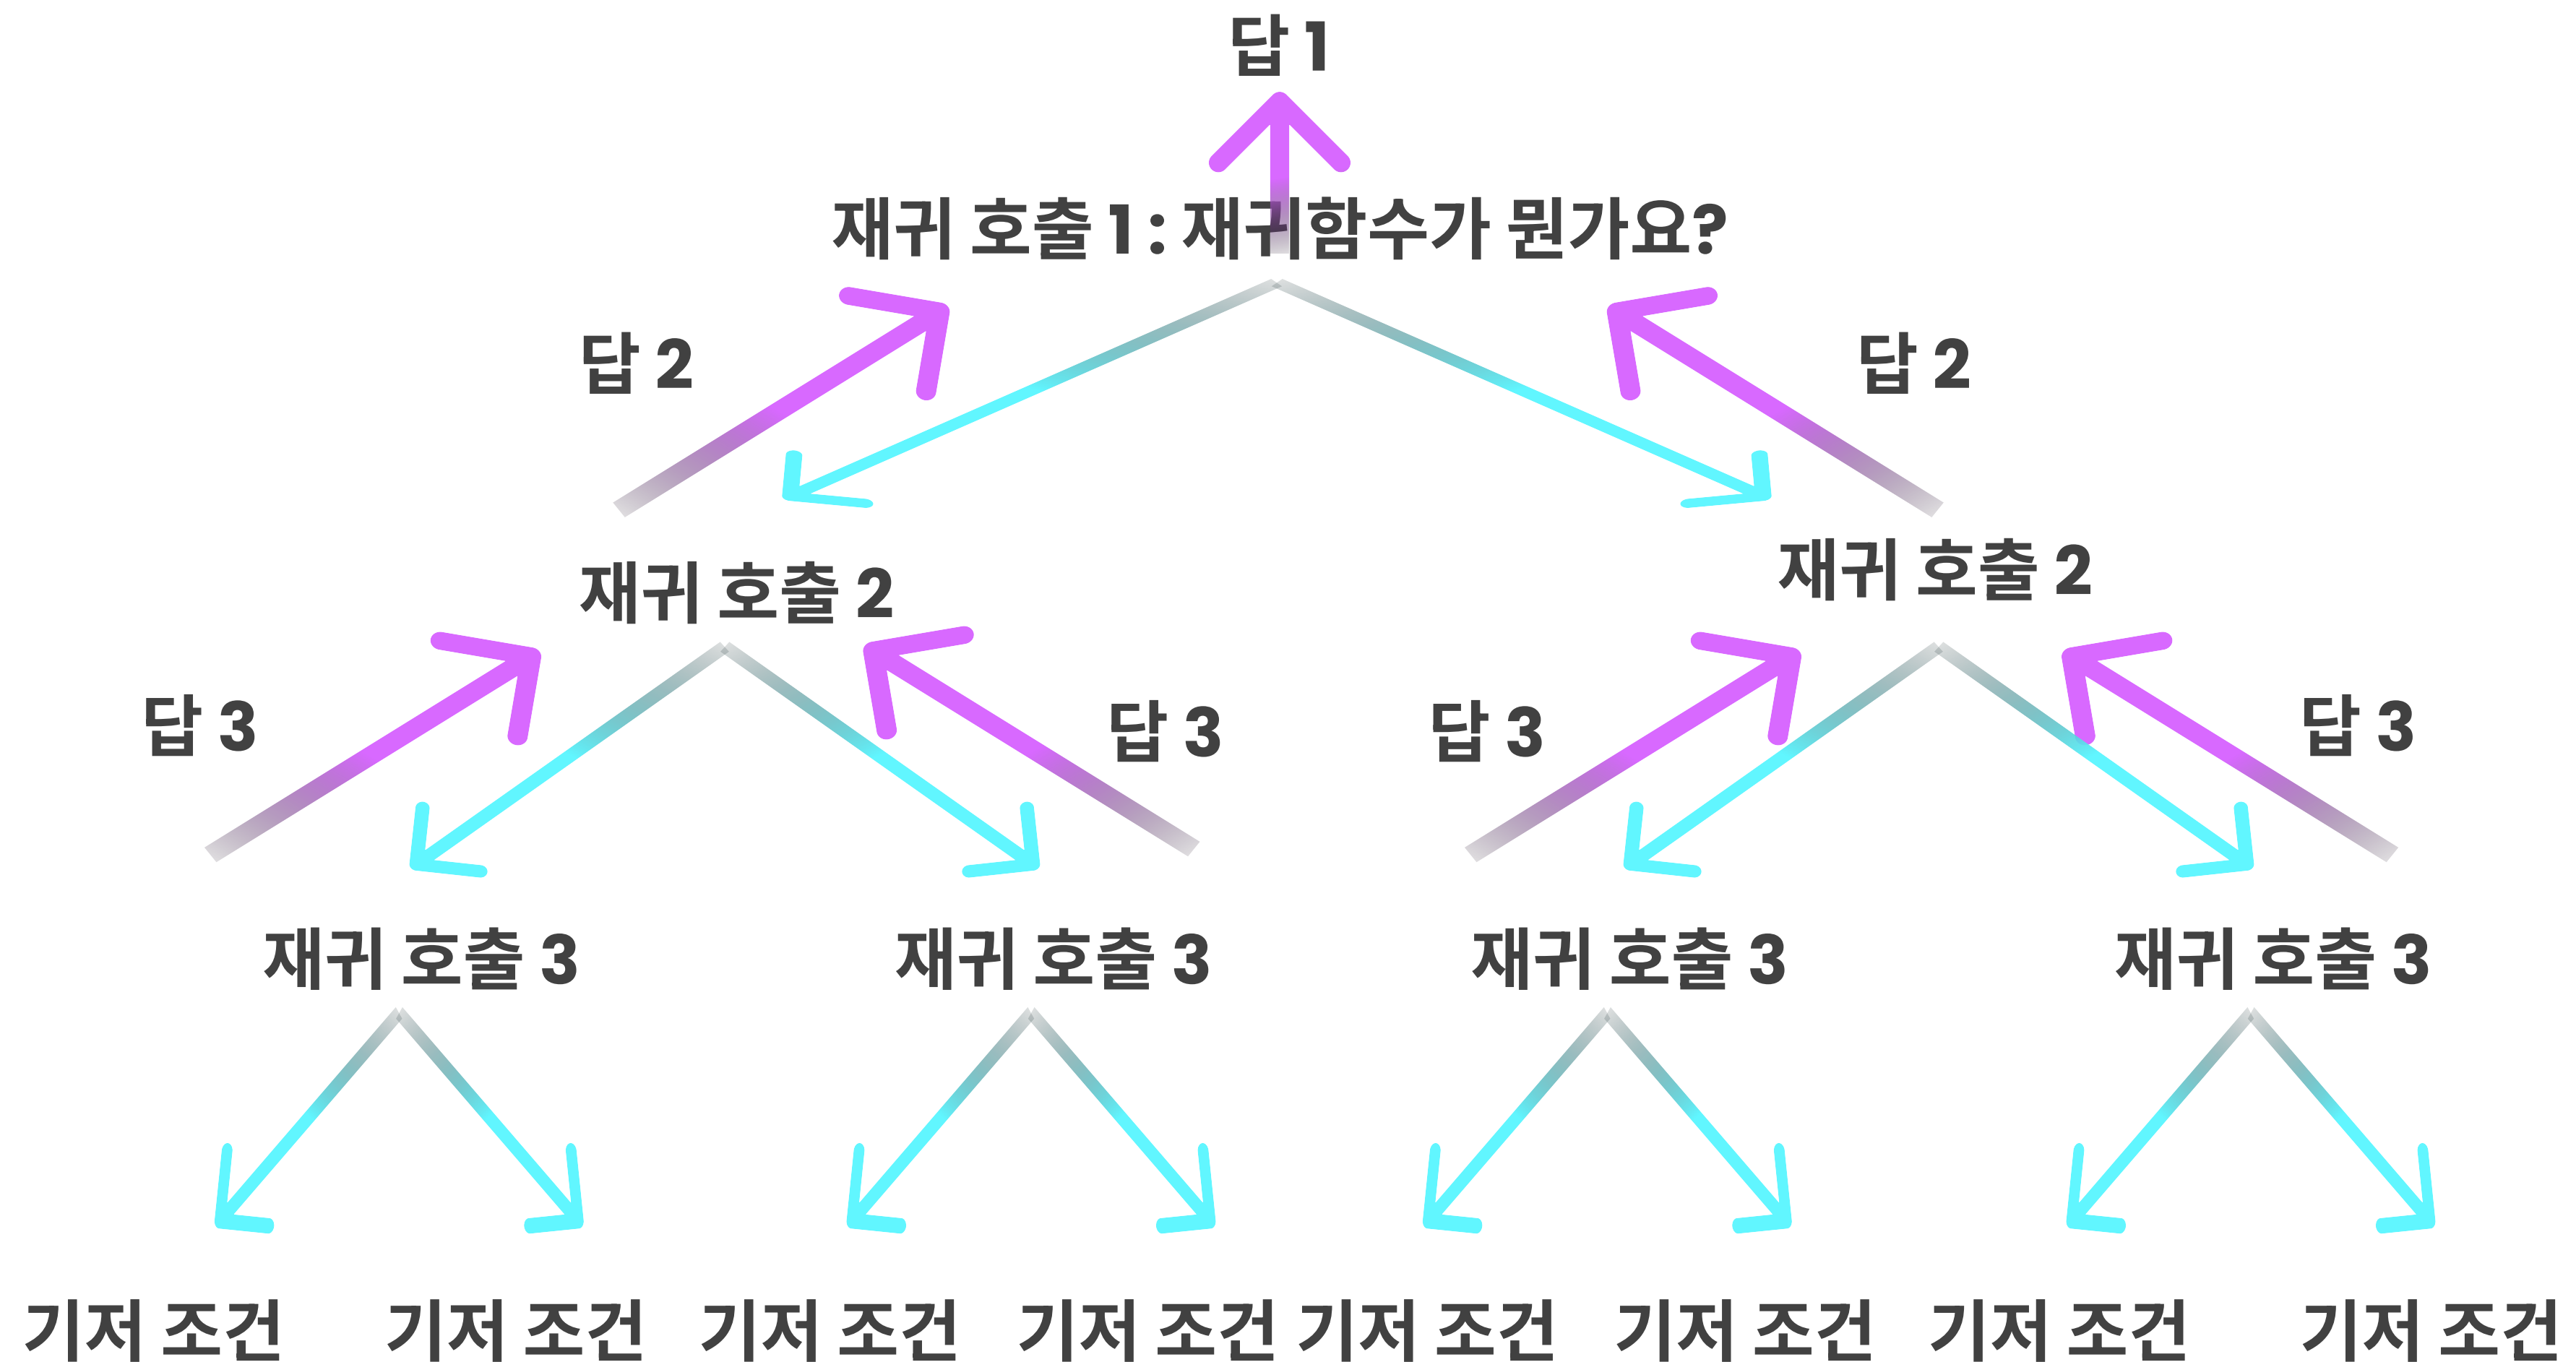 답 1
재귀 호출 1 : 재귀함수가 뭔가요?
답 2
답 2
재귀 호출 2
재귀 호출 2
답 3
답 3
답 3
답 3
재귀 호출 3
재귀 호출 3
재귀 호출 3
재귀 호출 3
기저 조건
기저 조건
기저 조건
기저 조건
기저 조건
기저 조건
기저 조건
기저 조건